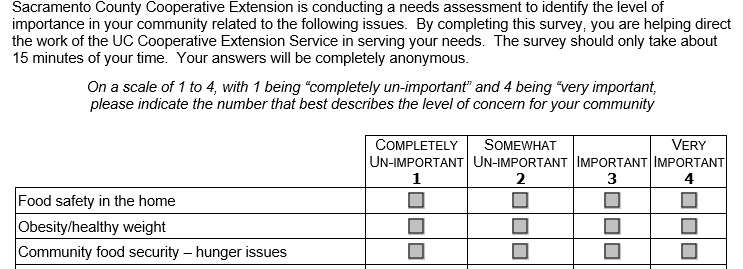 Sacramento County Cooperative Extension is conducting a needs assessment to identify the level of
importance in your community related to the following issues.  By completing this survey, you are helping direct
the work of the UC Cooperative Extension Service in serving your needs.  The survey should only take about
15 minutes of your time.  Your answers will be completely anonymous.
On a scale of 1 to 4, with 1 being “completely un-important” and 4 being “very important,
please indicate the number that best describes the level of concern for your community
COMPLETELY SOMEWHAT VERY
UN-IMPORTANT UN-IMPORTANT IMPORTANT IMPORTANT
1 2 3 4
Food safety in the home
Obesity/healthy weight
Community food security – hunger issues